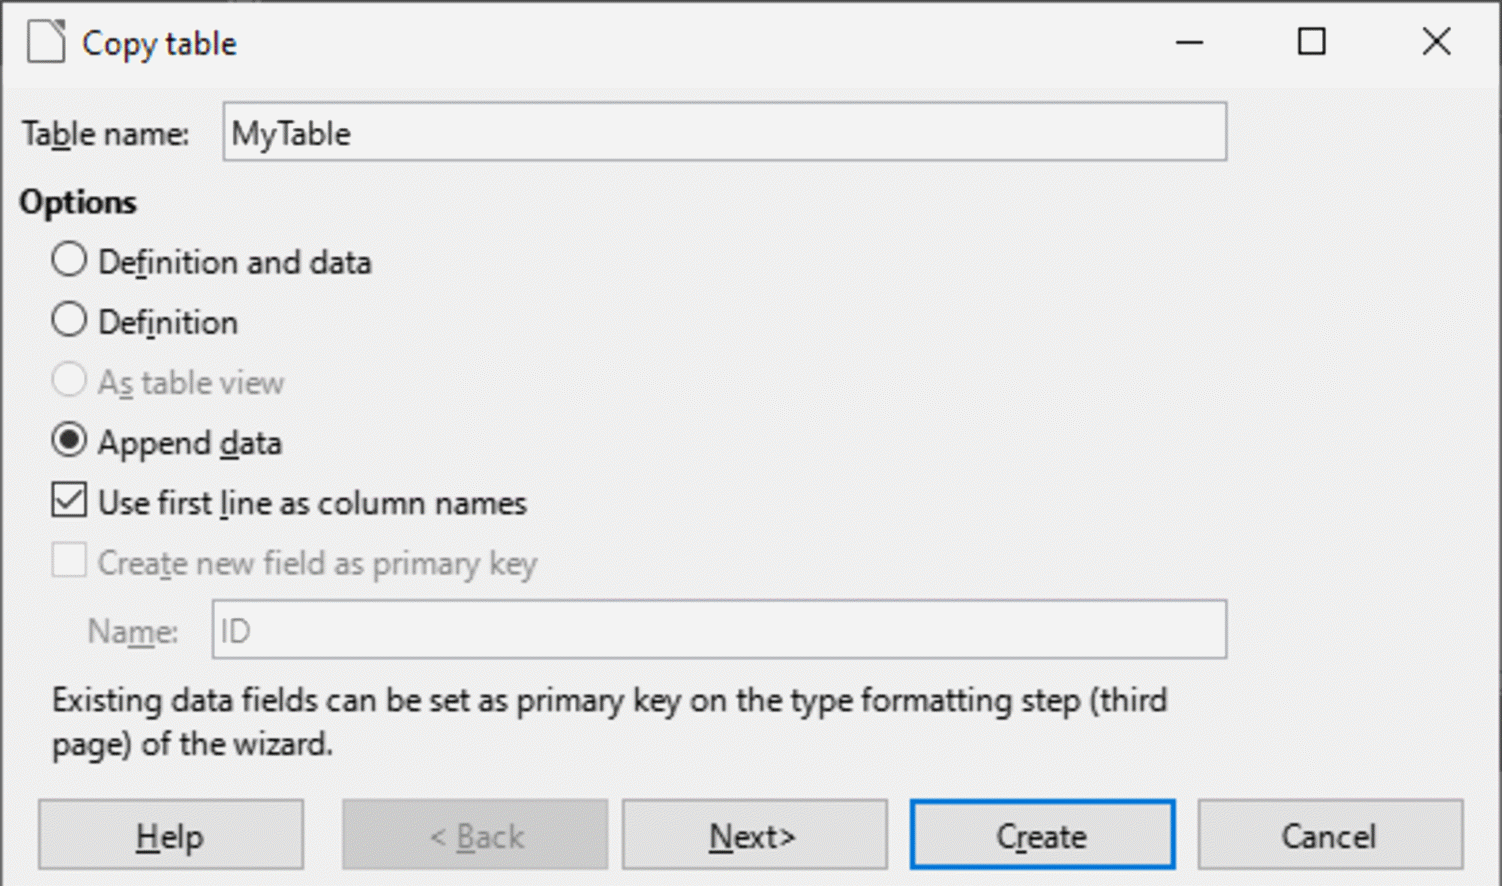 Copy table
Table name: MyTable
Options
Definition and data
Definition
As table view
Append data
Use first line as column names
Create new field as primary key
Name: ID
Existing data fields can be set as primary key on the type formatting step (third
page) of the wizard.
Help < Back Next> Create Cancel